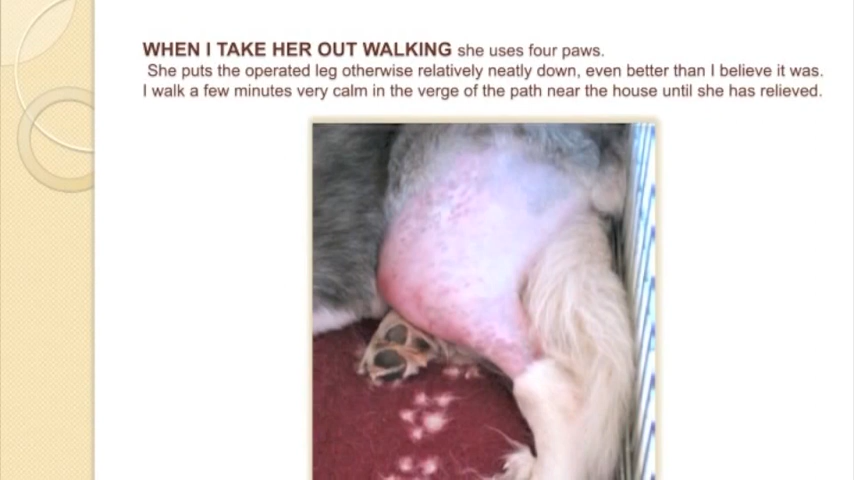 WHEN I TAKE HER OUT WALKING she uses four paws.
She puts the operated leg otherwise relatively neatly down, even better than I believe it was.
I walk a few minutes very calm in the verge of the path near the house until she has relieved.